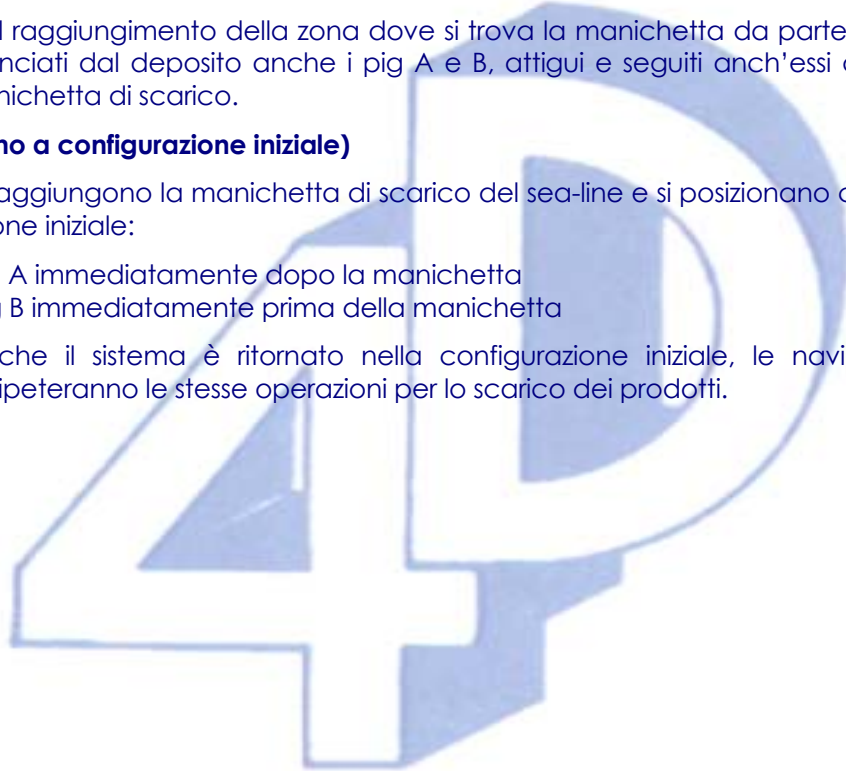 l raggiungimento della zona dove si trova la manichetta da parte
nciati dal deposito anche i pig A e B, attigui e seguiti anch’essi
nichetta di scarico.
no a configurazione iniziale)
aggiungono la manichetta di scarico del sea-line e si posizionano
one iniziale:
A immediatamente dopo la manichetta
g B immediatamente prima della manichetta
che il sistema è ritornato nella configurazione iniziale, le navi
ipeteranno le stesse operazioni per lo scarico dei prodotti.
4D